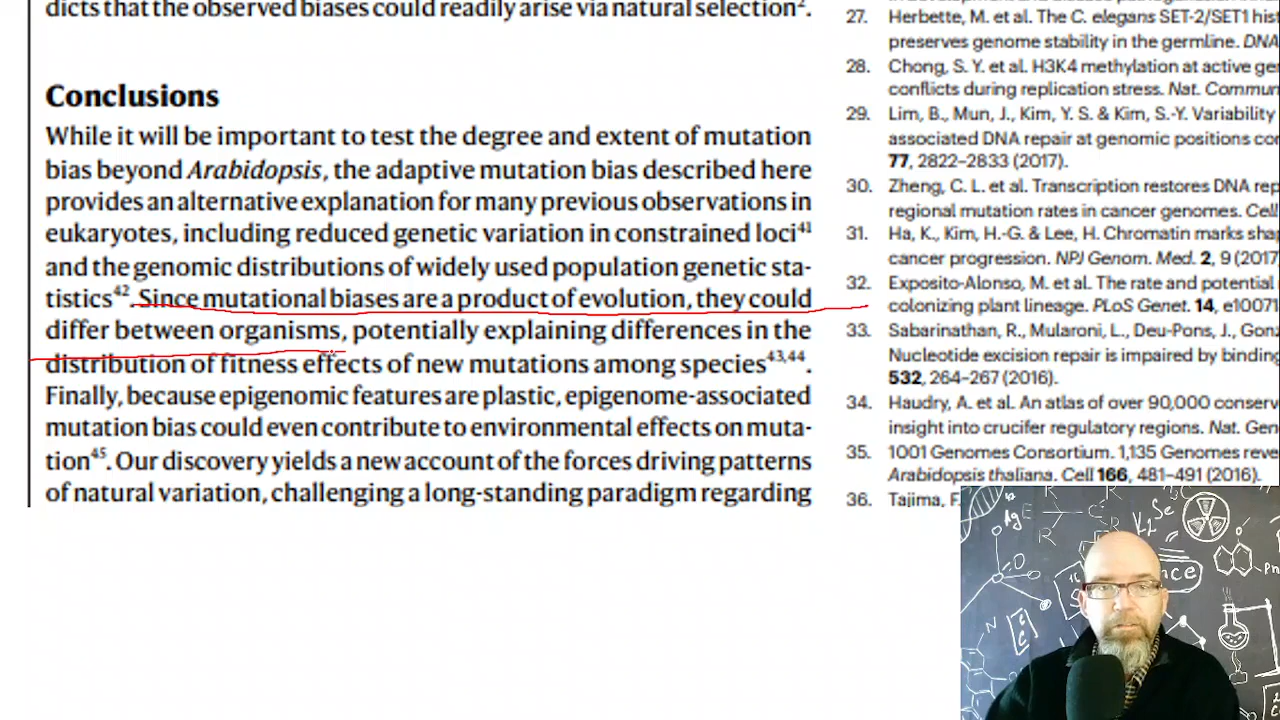 dicts that the observed biases could readily arise via natural selection².
Conclusions
While it will be important to test the degree and extent of mutation
bias beyond Arabidopsis, the adaptive mutation bias described here
provides an alternative explanation for many previous observations in
eukaryotes, including reduced genetic variation in constrained loci⁴¹
and the genomic distributions of widely used population genetic sta-
tistics⁴². Since mutational biases are a product of evolution, they could
differ between organisms, potentially explaining differences in the
distribution of fitness effects of new mutations among species⁴³,⁴⁴.
Finally, because epigenomic features are plastic, epigenome-associated
mutation bias could even contribute to environmental effects on muta-
tion⁴⁵. Our discovery yields a new account of the forces driving patterns
of natural variation, challenging a long-standing paradigm regarding
27. Herbette, M. et al. The C. elegans SET-2/SET1 his
preserves genome stability in the germline. DNA
28. Chong, S. Y. et al. H3K4 methylation at active ge
conflicts during replication stress. Nat. Commun
29. Lim, B., Mun, J., Kim, Y. S. & Kim, S.-Y. Variability
associated DNA repair at genomic positions co
77, 2822–2833 (2017).
30. Zheng, C. L. et al. Transcription restores DNA rep
regional mutation rates in cancer genomes. Cell
31. Ha, K., Kim, H.-G. & Lee, H. Chromatin marks sha
cancer progression. NPJ Genom. Med. 2, 9 (2017
32. Exposito-Alonso, M. et al. The rate and potential
colonizing plant lineage. PLoS Genet. 14, e10071
33. Sabarinathan, R., Mularoni, L., Deu-Pons, J., Gon
Nucleotide excision repair is impaired by binding
532, 264–267 (2016).
34. Haudry, A. et al. An atlas of over 90,000 conserv
insight into crucifer regulatory regions. Nat. Gen
35. 1001 Genomes Consortium. 1,135 Genomes reve
Arabidopsis thaliana. Cell 166, 481–491 (2016).
36. Tajima, F.
Ag
Se
nce